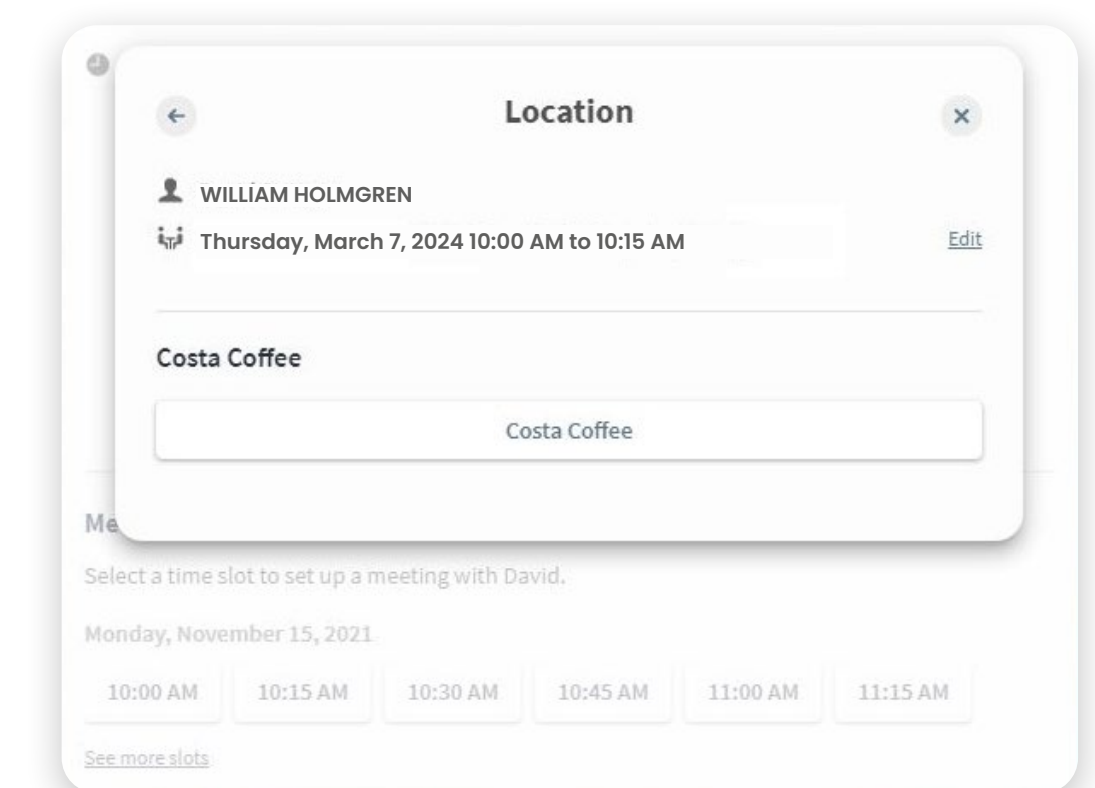 Location
WILLIAM HOLMGREN
Thursday, March 7, 2024 10:00 AM to 10:15 AM
Edit
Costa Coffee
Costa Coffee
Select a time slot to set up a meeting with David.
Monday, November 15, 2021
10:00 AM 10:15 AM 10:30 AM 10:45 AM 11:00 AM 11:15 AM
See more slots